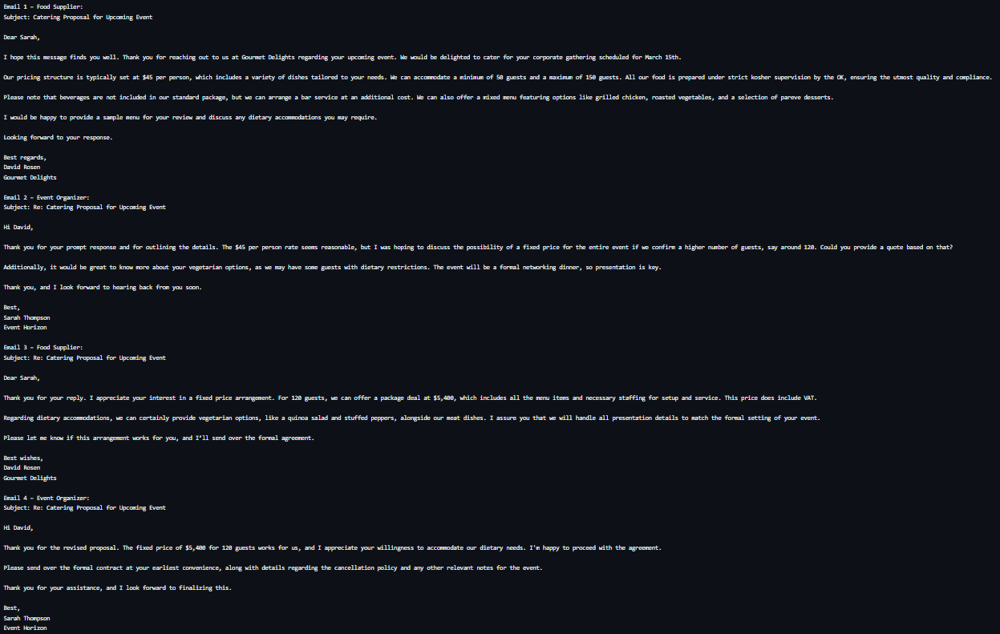 Email 1 – Food Supplier:
Subject: Catering Proposal for Upcoming Event
Dear Sarah,
I hope this message finds you well. Thank you for reaching out to us at Gourmet Delights regarding your upcoming event. We would be delighted to cater for your corporate gathering scheduled for March 15th.
Our pricing structure is typically set at $45 per person, which includes a variety of dishes tailored to your needs. We can accommodate a minimum of 50 guests and a maximum of 150 guests. All our food is prepared under strict kosher supervision by the OK, ensuring the utmost quality and compliance.
Please note that beverages are not included in our standard package, but we can arrange a bar service at an additional cost. We can also offer a mixed menu featuring options like grilled chicken, roasted vegetables, and a selection of pareve desserts.
I would be happy to provide a sample menu for your review and discuss any dietary accommodations you may require.
Looking forward to your response.
Best regards,
David Rosen
Gourmet Delights
Email 2 – Event Organizer:
Subject: Re: Catering Proposal for Upcoming Event
Hi David,
Thank you for your prompt response and for outlining the details. The $45 per person rate seems reasonable, but I was hoping to discuss the possibility of a fixed price for the entire event if we confirm a higher number of guests, say around 120. Could you provide a quote based on that?
Additionally, it would be great to know more about your vegetarian options, as we may have some guests with dietary restrictions. The event will be a formal networking dinner, so presentation is key.
Thank you, and I look forward to hearing back from you soon.
Best,
Sarah Thompson
Event Horizon
Email 3 – Food Supplier:
Subject: Re: Catering Proposal for Upcoming Event
Dear Sarah,
Thank you for your reply. I appreciate your interest in a fixed price arrangement. For 120 guests, we can offer a package deal at $5,400, which includes all the menu items and necessary staffing for setup and service. This price does include VAT.
Regarding dietary accommodations, we can certainly provide vegetarian options, like a quinoa salad and stuffed peppers, alongside our meat dishes. I assure you that we will handle all presentation details to match the formal setting of your event.
Please let me know if this arrangement works for you, and I'll send over the formal agreement.
Best wishes,
David Rosen
Gourmet Delights
Email 4 – Event Organizer:
Subject: Re: Catering Proposal for Upcoming Event
Hi David,
Thank you for the revised proposal. The fixed price of $5,400 for 120 guests works for us, and I appreciate your willingness to accommodate our dietary needs. I'm happy to proceed with the agreement.
Please send over the formal contract at your earliest convenience, along with details regarding the cancellation policy and any other relevant notes for the event.
Thank you for your assistance, and I look forward to finalizing this.
Best,
Sarah Thompson
Event Horizon